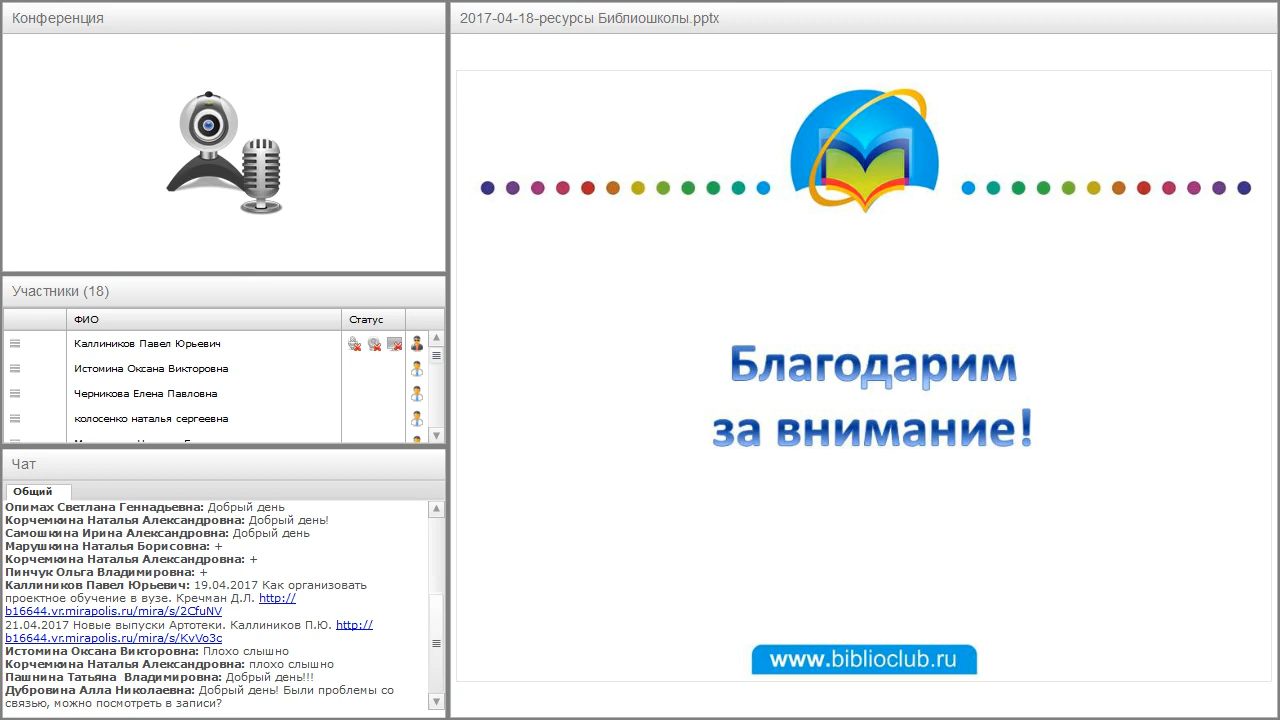 Конференция
Участники (18)
ФИО Статус
Каллиников Павел Юрьевич
Истомина Оксана Викторовна
Черникова Елена Павловна
колосенко наталья сергеевна
Чат
Общий
Опимах Светлана Геннадьевна: Добрый день
Корчемкина Наталья Александровна: Добрый день!
Самошкина Ирина Александровна: Добрый день
Марушкина Наталья Борисовна: +
Корчемкина Наталья Александровна: +
Пинчук Ольга Владимировна: +
Каллиников Павел Юрьевич: 19.04.2017 Как организовать
проектное обучение в вузе. Кречман Д.Л. http://
b16644.vr.mirapolis.ru/mira/s/2CfuNV
21.04.2017 Новые выпуски Артотеки. Каллиников П.Ю. http://
b16644.vr.mirapolis.ru/mira/s/KvVo3c
Истомина Оксана Викторовна: Плохо слышно
Корчемкина Наталья Александровна: плохо слышно
Пашнина Татьяна Владимировна: Добрый день!!!
Дубровина Алла Николаевна: Добрый день! Были проблемы со
связью, можно посмотреть в записи?
2017-04-18-ресурсы Библиошколы.pptx
Благодарим
за внимание!
www.biblioclub.ru